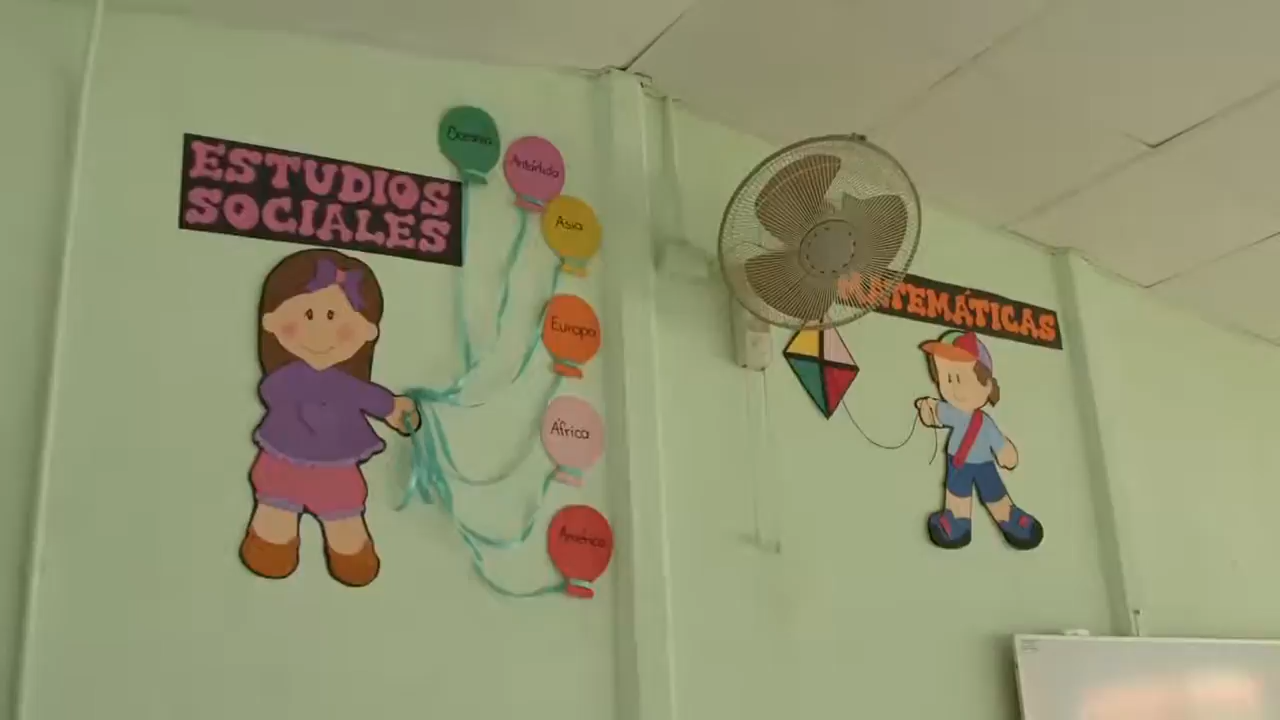 ESTUDIOS
SOCIALES
Oceanía
Antártida
Asia
Europa
África
América
MATEMÁTICAS